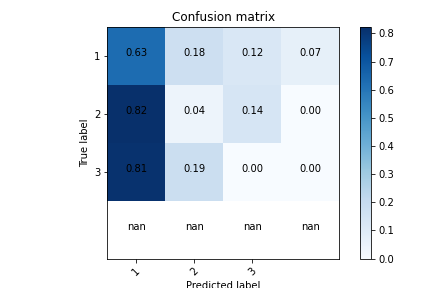 Confusion matrix
1 0.63 0.18 0.12 0.07
2 0.82 0.04 0.14 0.00
3 0.81 0.19 0.00 0.00
nan nan nan nan
1 2 3
True label
Predicted label
0.8
0.7
0.6
0.5
0.4
0.3
0.2
0.1
0.0